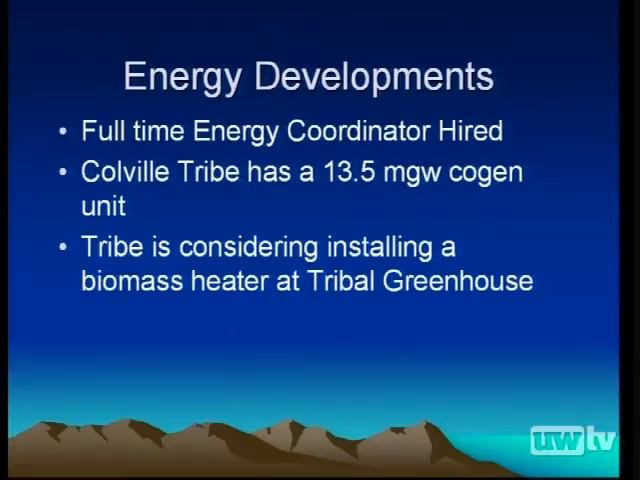 Energy Developments
• Full time Energy Coordinator Hired
• Colville Tribe has a 13.5 mgw cogen
unit
• Tribe is considering installing a
biomass heater at Tribal Greenhouse
uwtv